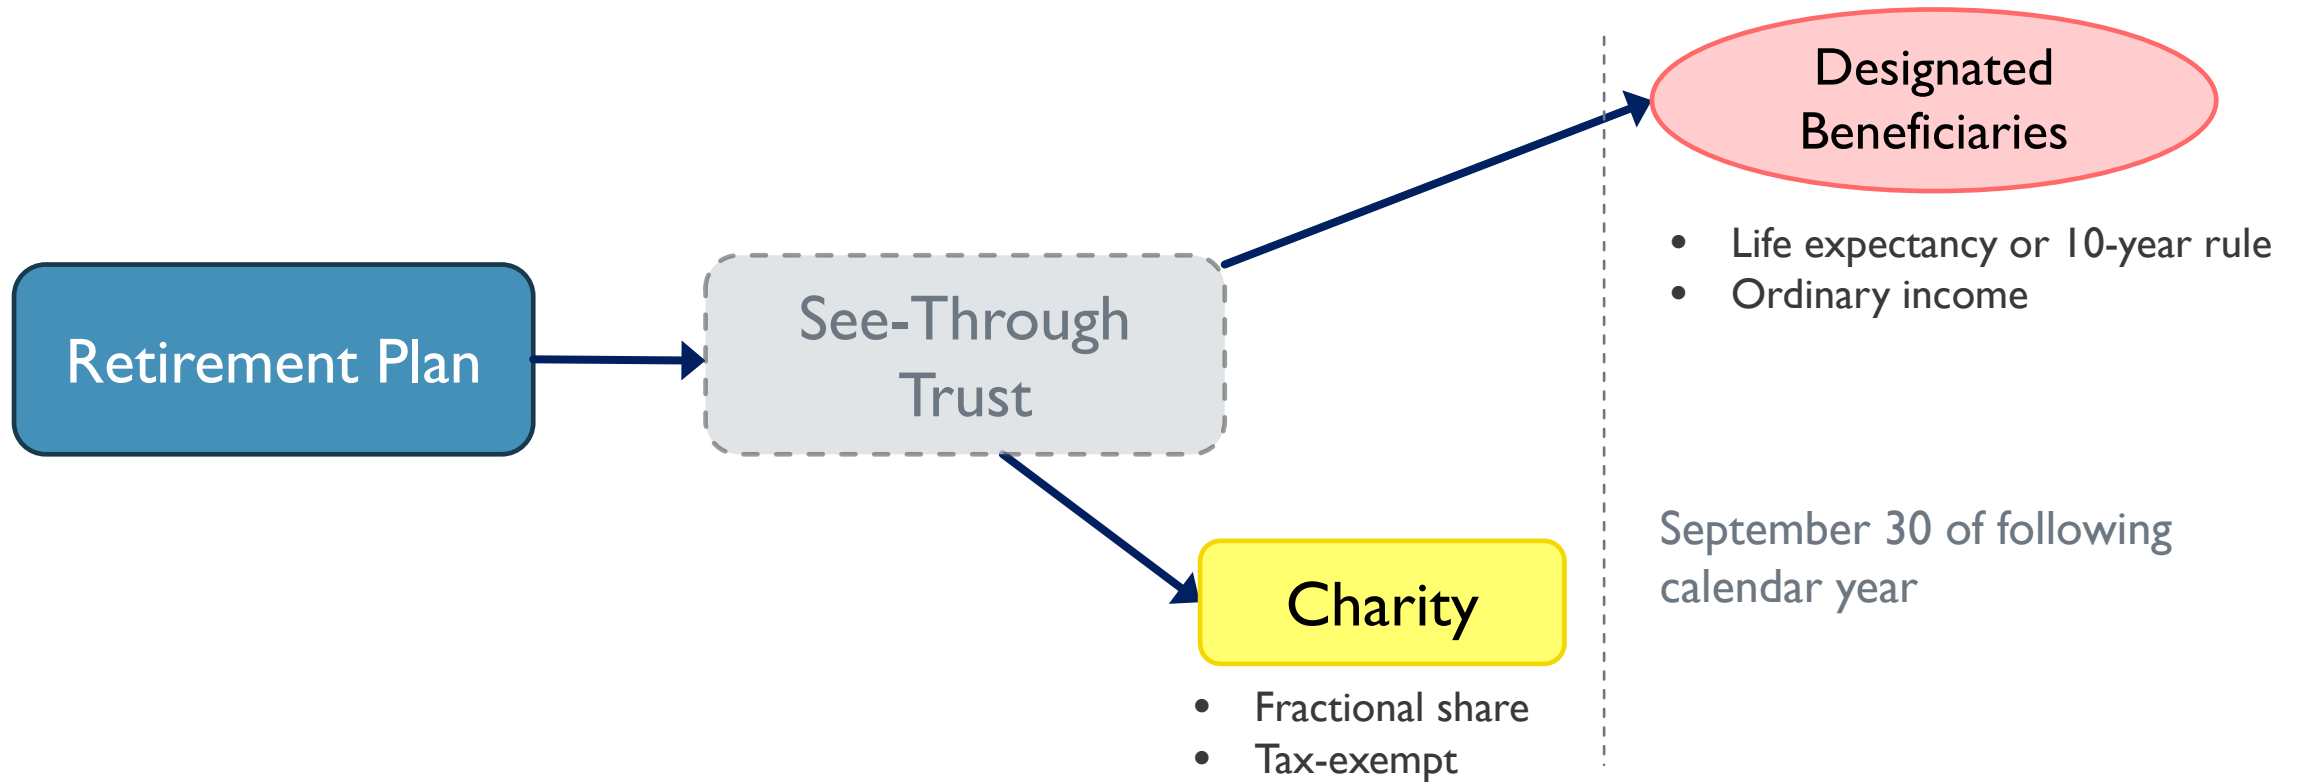 Retirement Plan
See-Through
Trust
Designated
Beneficiaries
• Life expectancy or 10-year rule
• Ordinary income
Charity
• Fractional share
• Tax-exempt
September 30 of following
calendar year